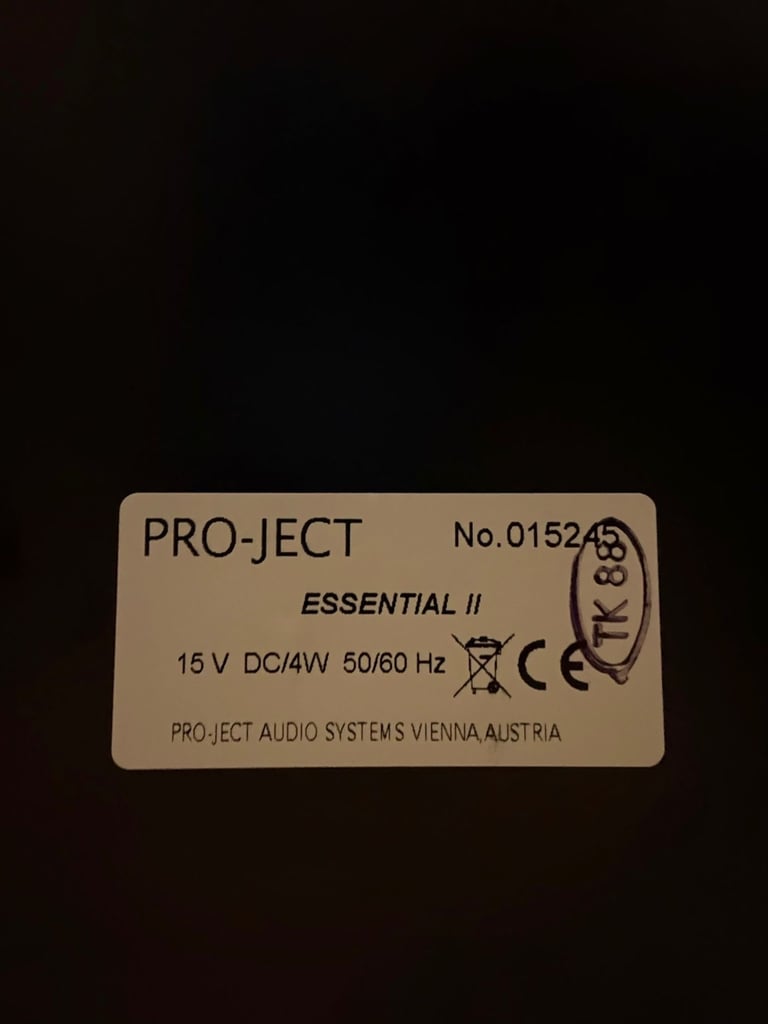 PRO-JECT
No.015245
ESSENTIAL II
15 V DC/4W 50/60 Hz CE
TK 88
PRO-JECT AUDIO SYSTEMS VIENNA,AUSTRIA